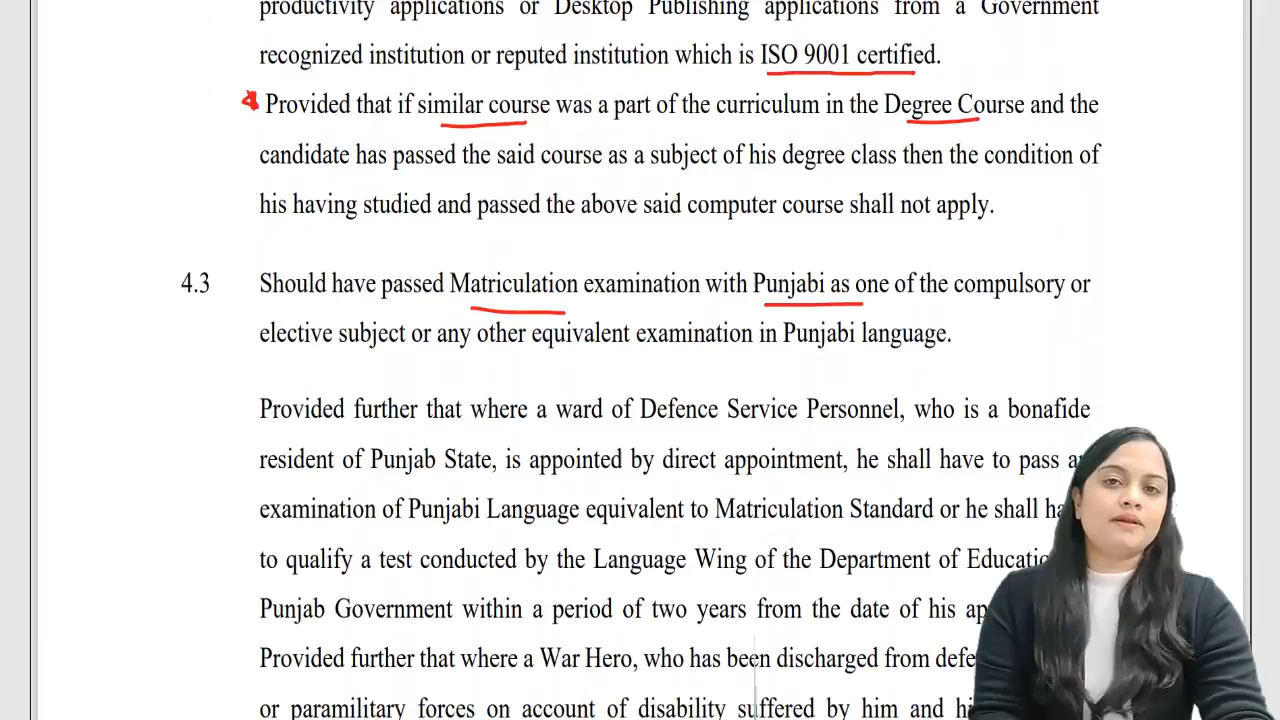 productivity applications or Desktop Publishing applications from a Government
recognized institution or reputed institution which is ISO 9001 certified.
Provided that if similar course was a part of the curriculum in the Degree Course and the
candidate has passed the said course as a subject of his degree class then the condition of
his having studied and passed the above said computer course shall not apply.
4.3 Should have passed Matriculation examination with Punjabi as one of the compulsory or
elective subject or any other equivalent examination in Punjabi language.
Provided further that where a ward of Defence Service Personnel, who is a bonafide
resident of Punjab State, is appointed by direct appointment, he shall have to pass
examination of Punjabi Language equivalent to Matriculation Standard or he shall
to qualify a test conducted by the Language Wing of the Department of
Punjab Government within a period of two years from the date of his
Provided further that where a War Hero, who has been discharged from
or paramilitary forces on account of disability suffered by him and